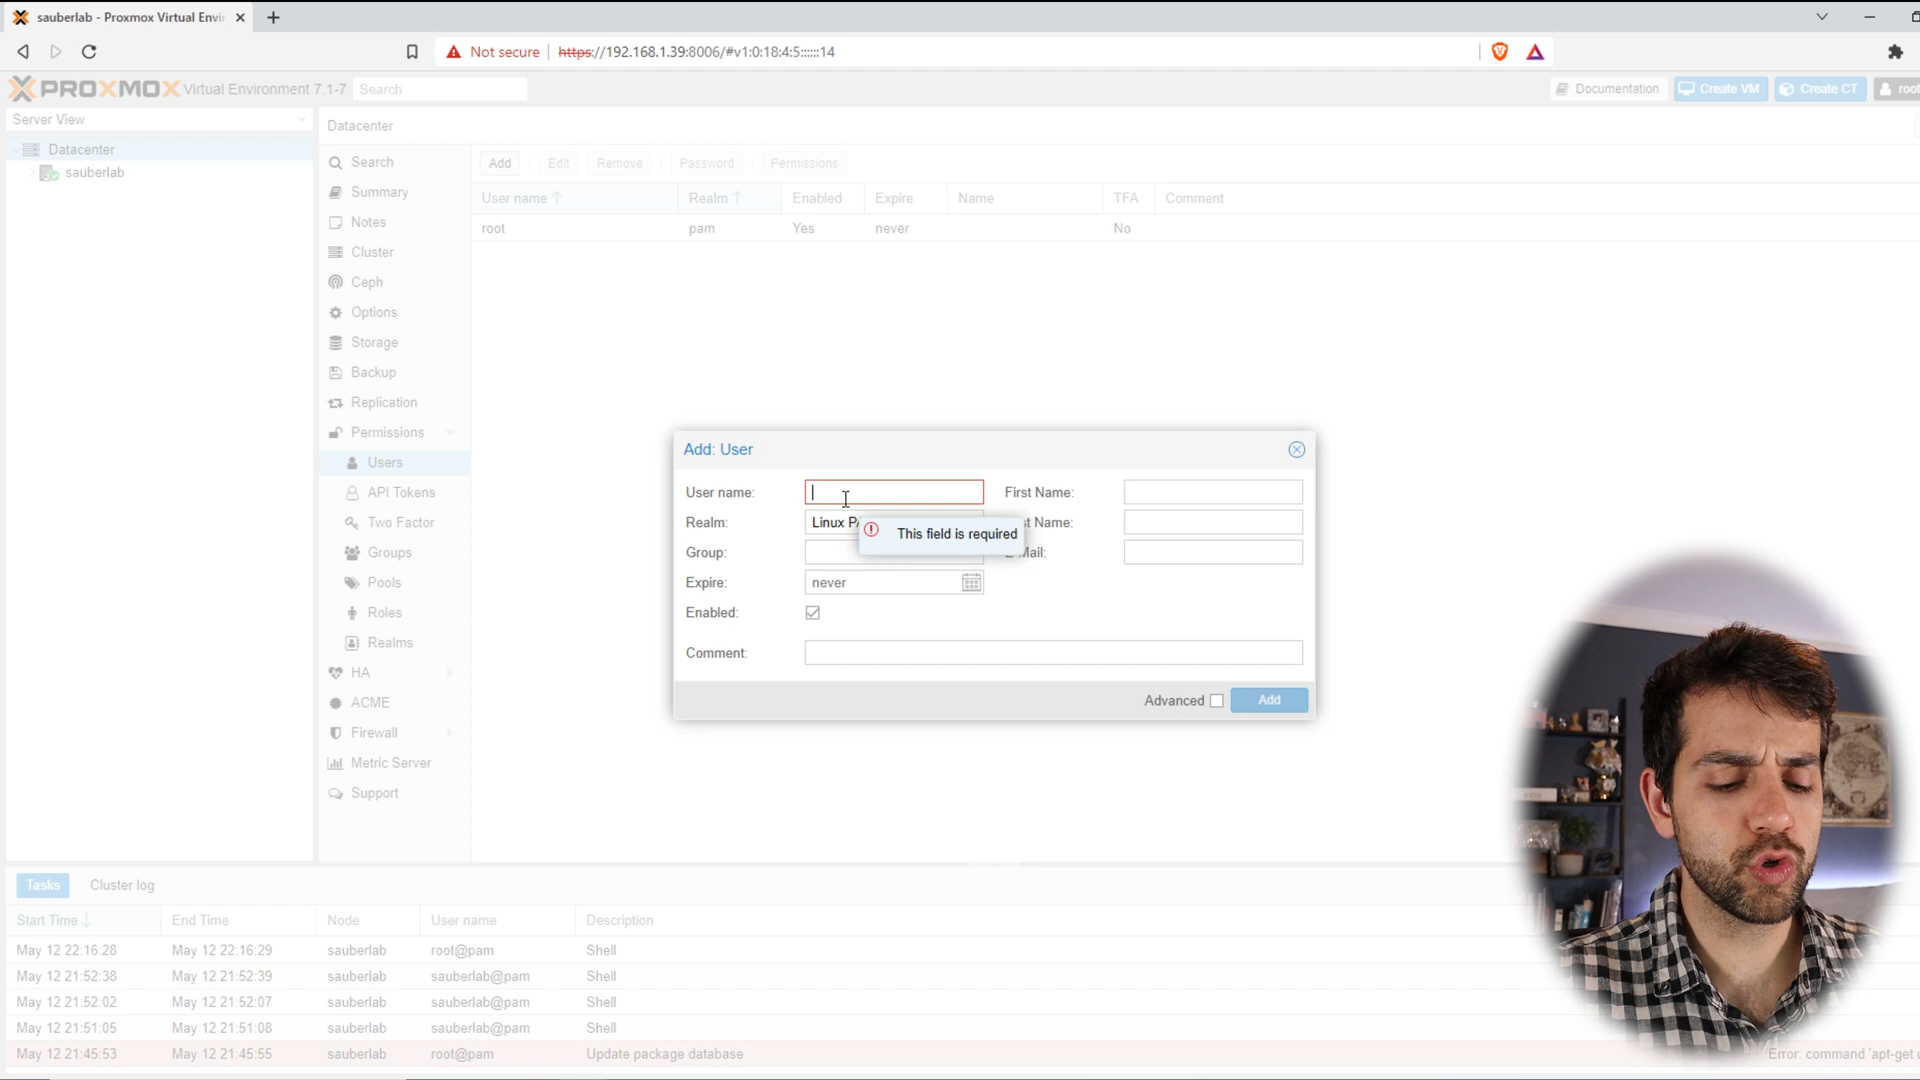 sauberlab - Proxmox Virtual Envir
Not secure https://192.168.1.39:8006/#v1:0:18:4:5::::::14
PROXMOX Virtual Environment 7.1-7 Search Documentation Create VM Create CT root
Server View
Datacenter
sauberlab
Datacenter
Search
Summary
Notes
Cluster
Ceph
Options
Storage
Backup
Replication
Permissions
Users
API Tokens
Two Factor
Groups
Pools
Roles
Realms
HA
ACME
Firewall
Metric Server
Support
Add Edit Remove Password Permissions
User name Realm Enabled Expire Name TFA Comment
root pam Yes never No
Add: User
User name: First Name:
Realm: Linux PA st Name:
This field is required
Group: E-Mail:
Expire: never
Enabled:
Comment:
Advanced Add
Tasks Cluster log
Start Time End Time Node User name Description
May 12 22:16:28 May 12 22:16:29 sauberlab root@pam Shell
May 12 21:52:38 May 12 21:52:39 sauberlab sauberlab@pam Shell
May 12 21:52:02 May 12 21:52:07 sauberlab sauberlab@pam Shell
May 12 21:51:05 May 12 21:51:08 sauberlab sauberlab@pam Shell
May 12 21:45:53 May 12 21:45:55 sauberlab root@pam Update package database Error: command 'apt-get u